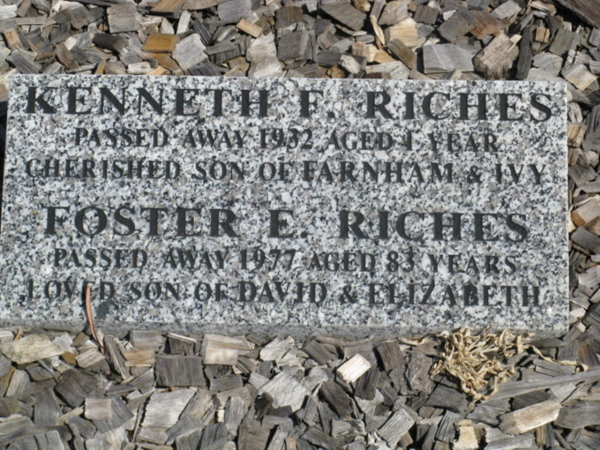 KENNETH F. RICHES
PASSED AWAY 1932 AGED 1 YEAR
CHERISHED SON OF FARNHAM & IVY
FOSTER E. RICHES
PASSED AWAY 1977 AGED 83 YEARS
LOVED SON OF DAVID & ELIZABETH